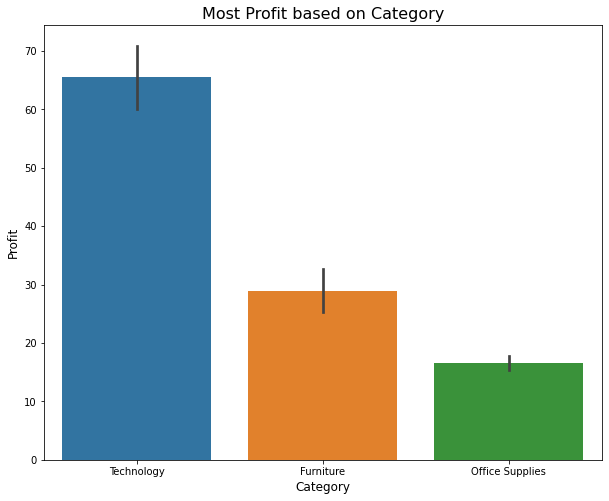 Most Profit based on Category
Profit
70
60
50
40
30
20
10
0
Technology
Furniture
Office Supplies
Category